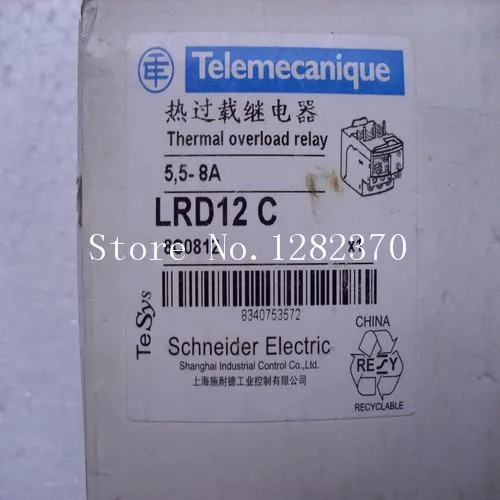 Telemecanique
热过载继电器
Thermal overload relay
5,5-8A
LRD12 C
Store No. 1282370
x1
8340753572
TeSys
Schneider Electric
Shanghai Industrial Control Co.,Ltd.
上海施耐德工业控制有限公司
CHINA
RECYCLABLE